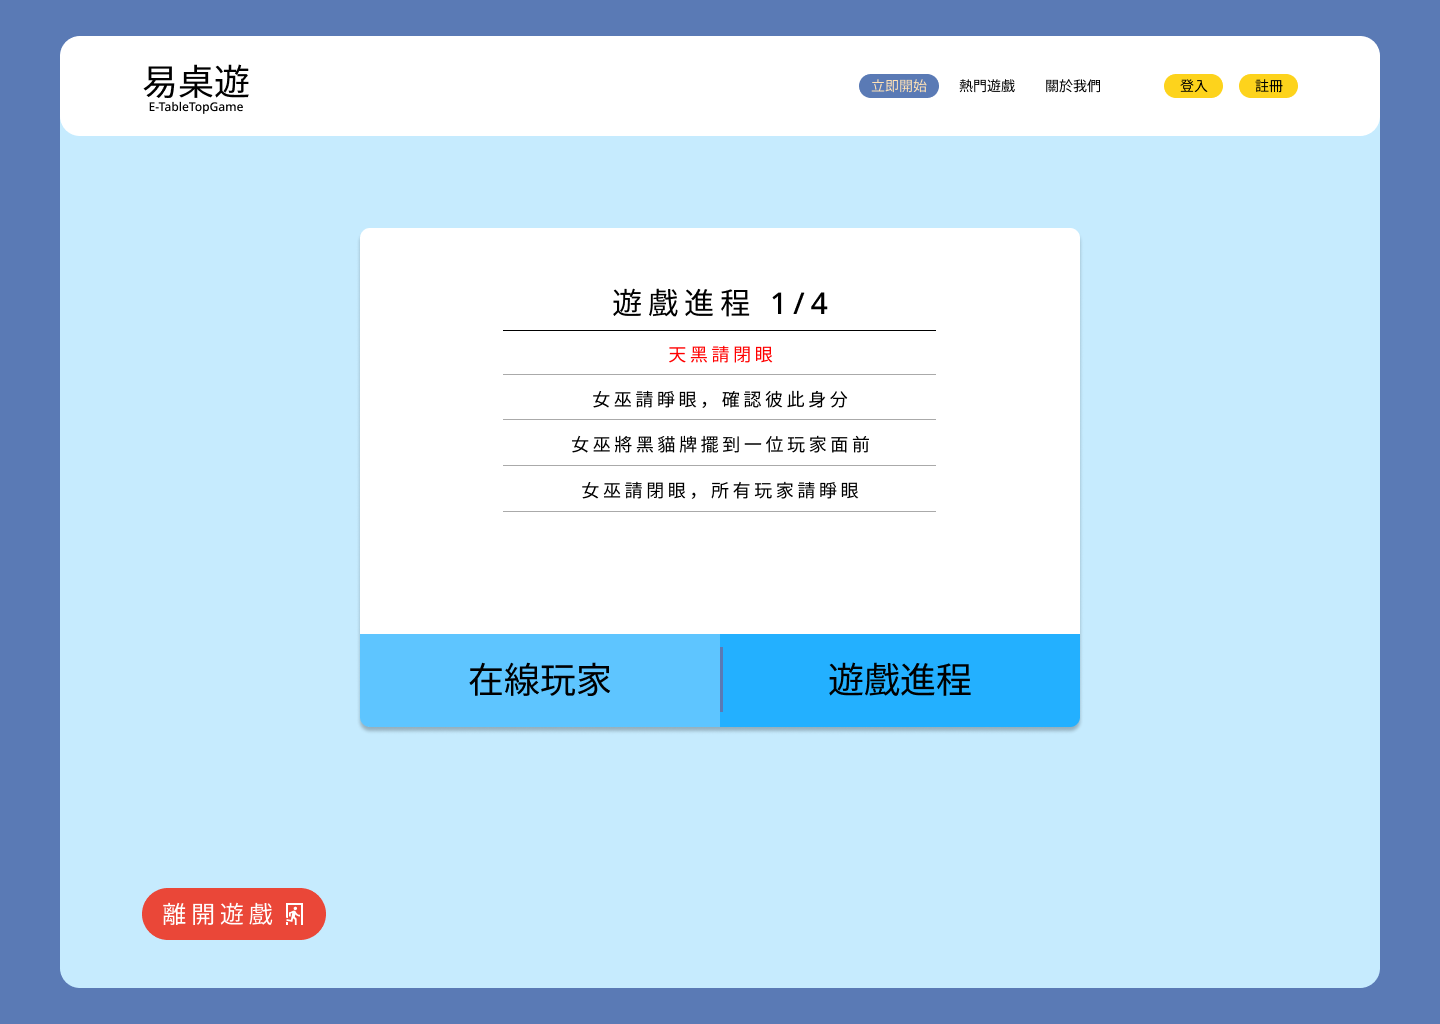 易桌遊
E-TableTopGame
立即開始
熱門遊戲
關於我們
登入
註冊
遊戲進程 1/4
天黑請閉眼
女巫請睜眼，確認彼此身分
女巫將黑貓牌擺到一位玩家面前
女巫請閉眼，所有玩家請睜眼
在線玩家
遊戲進程
離開遊戲